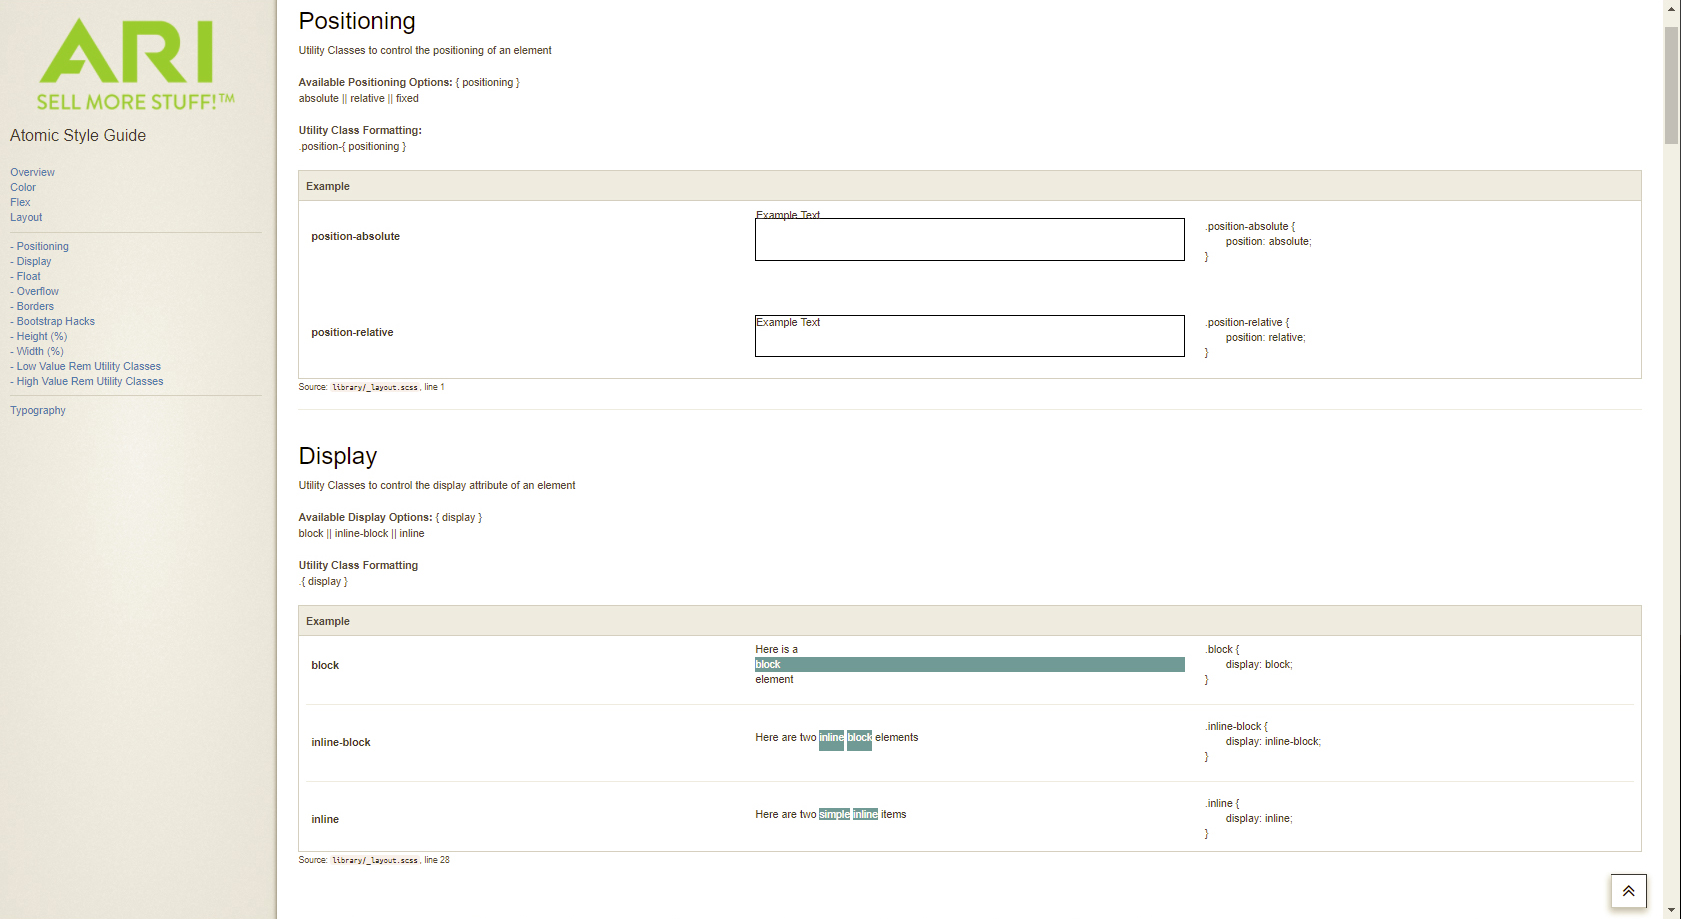 ARI
SELL MORE STUFF!™
Atomic Style Guide
Overview
Color
Flex
Layout
- Positioning
- Display
- Float
- Overflow
- Borders
- Bootstrap Hacks
- Height (%)
- Width (%)
- Low Value Rem Utility Classes
- High Value Rem Utility Classes
Typography
Positioning
Utility Classes to control the positioning of an element
Available Positioning Options: { positioning }
absolute || relative || fixed
Utility Class Formatting:
.position-{ positioning }
Example
position-absolute
Example Text
.position-absolute {
position: absolute;
}
position-relative
Example Text
.position-relative {
position: relative;
}
Source: library/_layout.scss, line 1
Display
Utility Classes to control the display attribute of an element
Available Display Options: { display }
block || inline-block || inline
Utility Class Formatting
.{ display }
Example
block
Here is a
block
element
.block {
display: block;
}
inline-block
Here are two inline block elements
.inline-block {
display: inline-block;
}
inline
Here are two simple inline items
.inline {
display: inline;
}
Source: library/_layout.scss, line 28